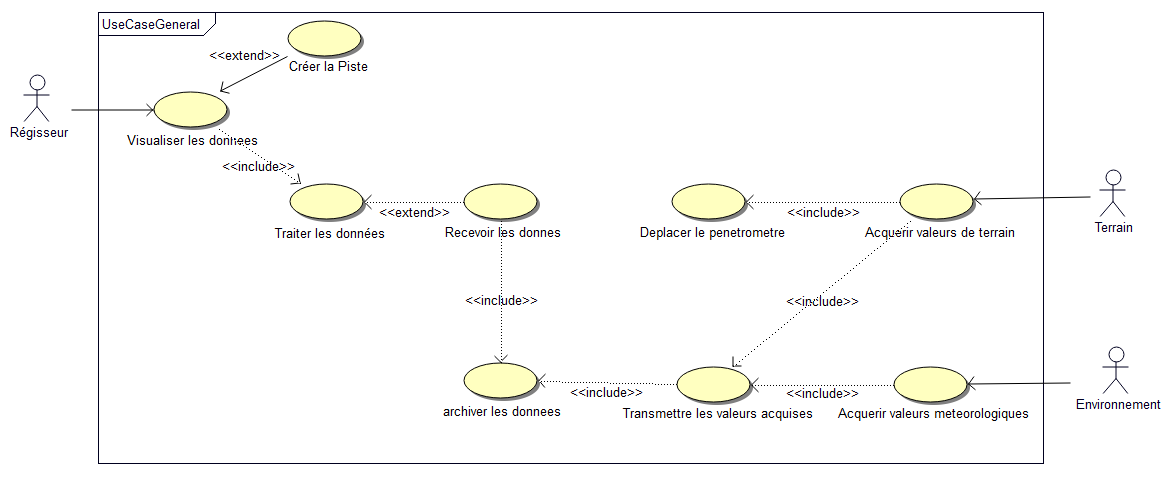 UseCaseGeneral
<<extend>>
Créer la Piste
Régisseur
Visualiser les données
<<include>>
Traiter les données
<<extend>>
Recevoir les donnes
Deplacer le penetrometre
<<include>>
Acquerir valeurs de terrain
Terrain
<<include>>
<<include>>
archiver les donnees
<<include>>
Transmettre les valeurs acquises
<<include>>
Acquerir valeurs meteorologiques
Environnement